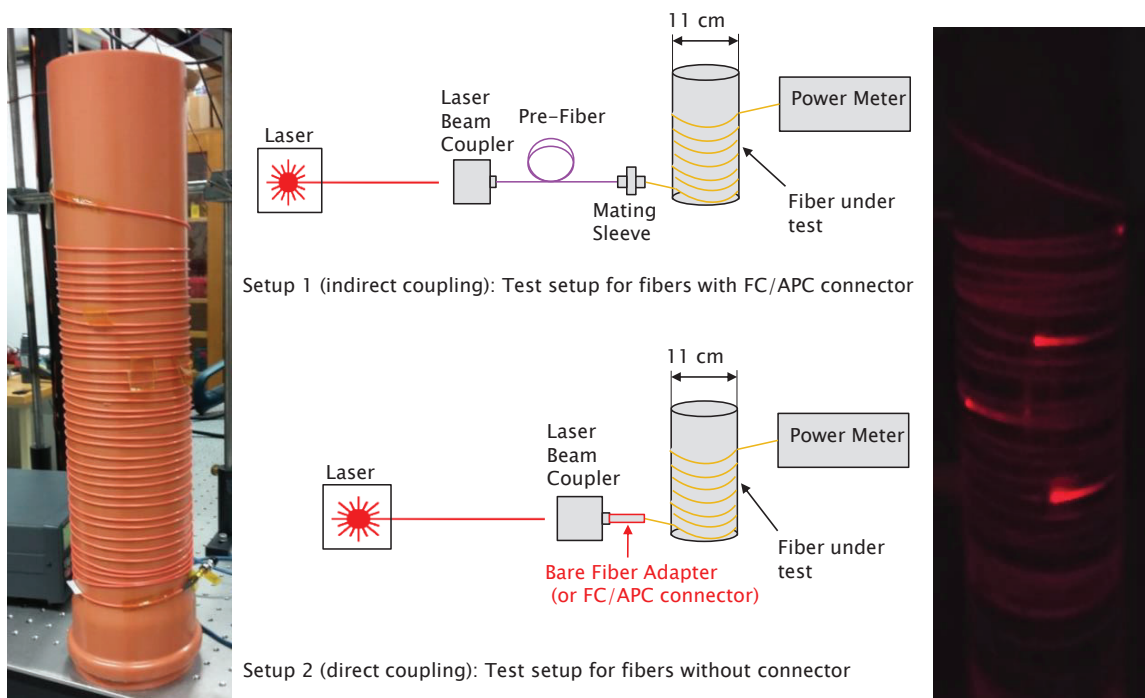 11 cm
Laser
Beam
Coupler
Pre-Fiber
Power Meter
Laser
Mating
Sleeve
Fiber under
test
Setup 1 (indirect coupling): Test setup for fibers with FC/APC connector
11 cm
Laser
Beam
Coupler
Power Meter
Laser
Fiber under
test
Bare Fiber Adapter
(or FC/APC connector)
Setup 2 (direct coupling): Test setup for fibers without connector